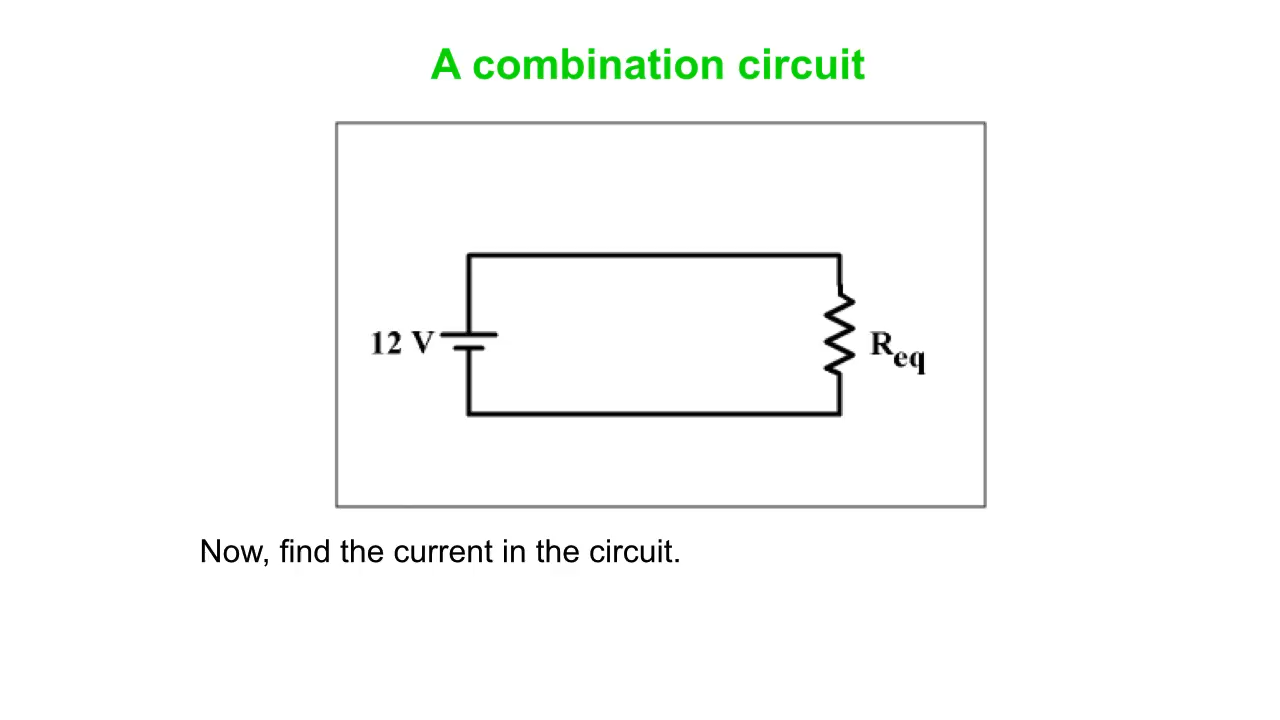 A combination circuit
12 V
Req
Now, find the current in the circuit.